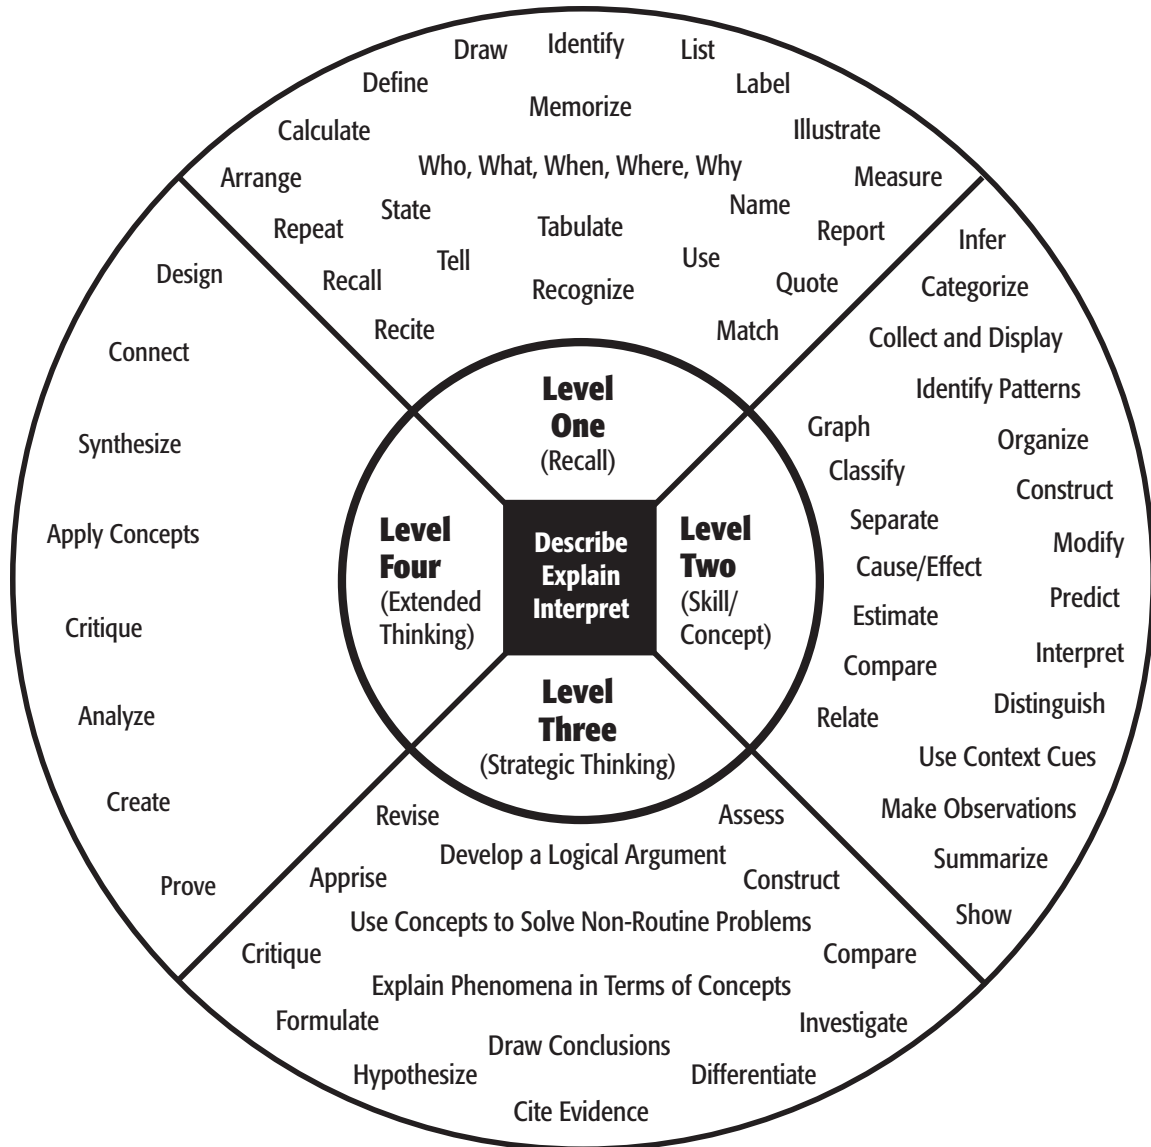 Draw
Identify
List
Define
Label
Memorize
Calculate
Illustrate
Who, What, When, Where, Why
Arrange
Measure
State
Name
Repeat
Tabulate
Report
Tell
Use
Recall
Recognize
Quote
Recite
Match
Level
One
(Recall)
Infer
Categorize
Collect and Display
Identify Patterns
Graph
Organize
Classify
Construct
Separate
Modify
Cause/Effect
Predict
Estimate
Interpret
Compare
Distinguish
Relate
Use Context Cues
Make Observations
Summarize
Show
Level
Two
(Skill/
Concept)
Describe
Explain
Interpret
Level
Four
(Extended
Thinking)
Design
Connect
Synthesize
Apply Concepts
Critique
Analyze
Create
Prove
Level
Three
(Strategic Thinking)
Revise
Assess
Develop a Logical Argument
Apprise
Construct
Use Concepts to Solve Non-Routine Problems
Critique
Compare
Explain Phenomena in Terms of Concepts
Formulate
Investigate
Draw Conclusions
Hypothesize
Differentiate
Cite Evidence